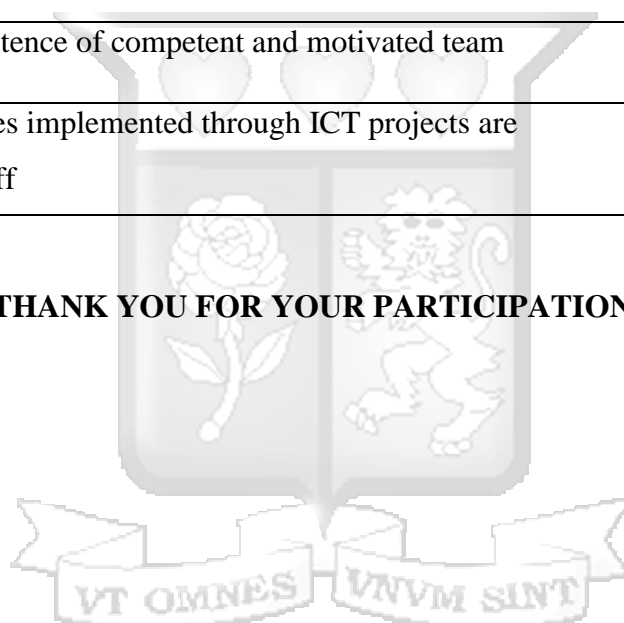 tence of competent and motivated team
es implemented through ICT projects are
ff
THANK YOU FOR YOUR PARTICIPATION
VT OMNES VNVM SINT